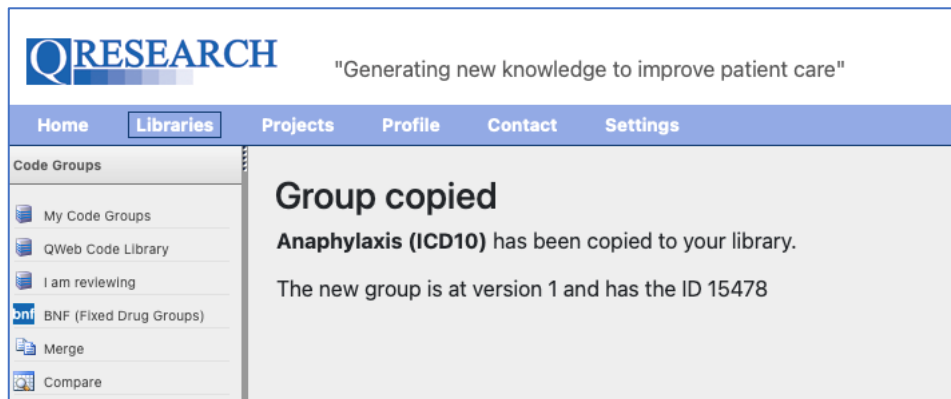 QRESEARCH
"Generating new knowledge to improve patient care"
Home Libraries Projects Profile Contact Settings
Code Groups
My Code Groups
QWeb Code Library
I am reviewing
bnf BNF (Fixed Drug Groups)
Merge
Compare
Group copied
Anaphylaxis (ICD10) has been copied to your library.
The new group is at version 1 and has the ID 15478